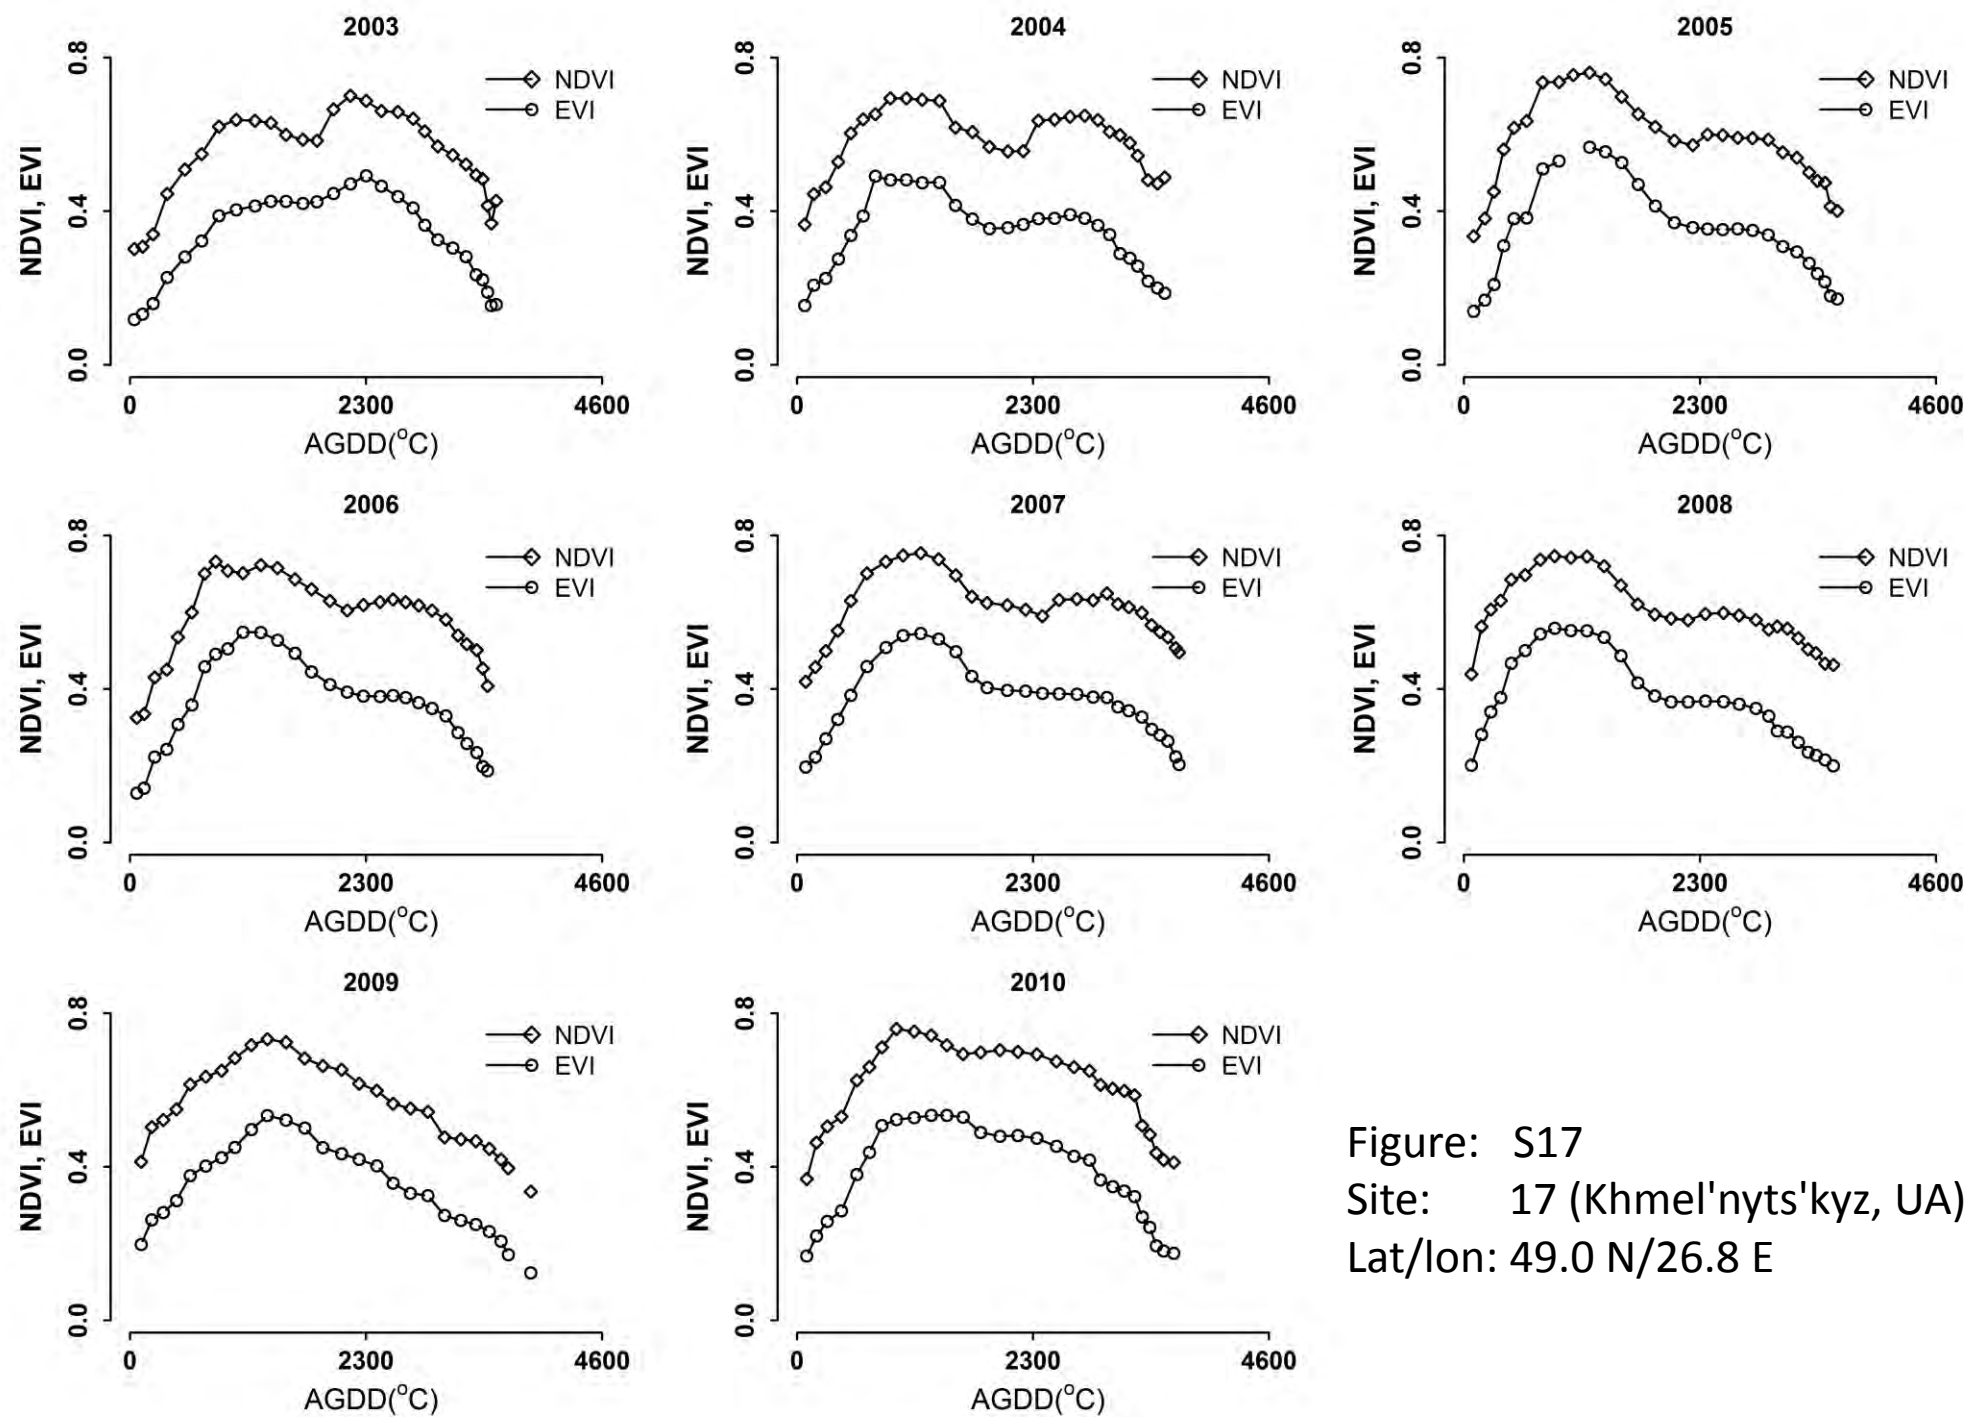 2003
NDVI
EVI
NDVI, EVI
0.8
0.4
0.0
0 2300 4600
AGDD(°C)
2004
NDVI
EVI
NDVI, EVI
0.8
0.4
0.0
0 2300 4600
AGDD(°C)
2005
NDVI
EVI
NDVI, EVI
0.8
0.4
0.0
0 2300 4600
AGDD(°C)
2006
NDVI
EVI
NDVI, EVI
0.8
0.4
0.0
0 2300 4600
AGDD(°C)
2007
NDVI
EVI
NDVI, EVI
0.8
0.4
0.0
0 2300 4600
AGDD(°C)
2008
NDVI
EVI
NDVI, EVI
0.8
0.4
0.0
0 2300 4600
AGDD(°C)
2009
NDVI
EVI
NDVI, EVI
0.8
0.4
0.0
0 2300 4600
AGDD(°C)
2010
NDVI
EVI
NDVI, EVI
0.8
0.4
0.0
0 2300 4600
AGDD(°C)
Figure: S17
Site: 17 (Khmel'nyts'kyz, UA)
Lat/lon: 49.0 N/26.8 E